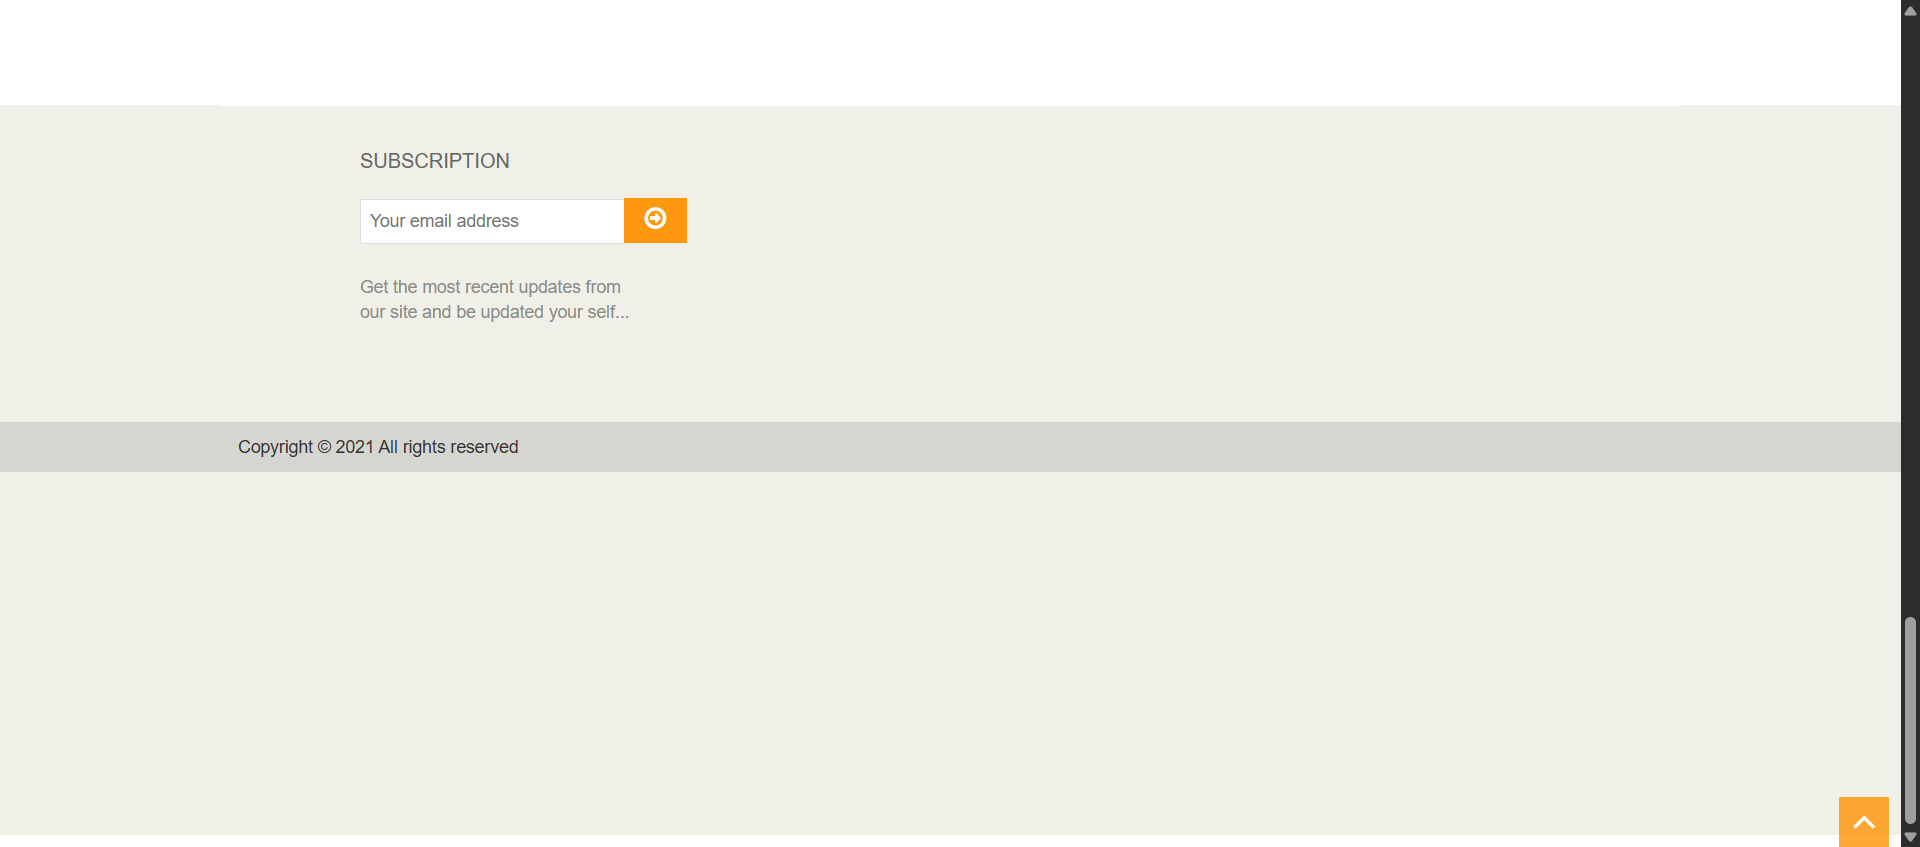 SUBSCRIPTION
Your email address
Get the most recent updates from
our site and be updated your self...
Copyright © 2021 All rights reserved